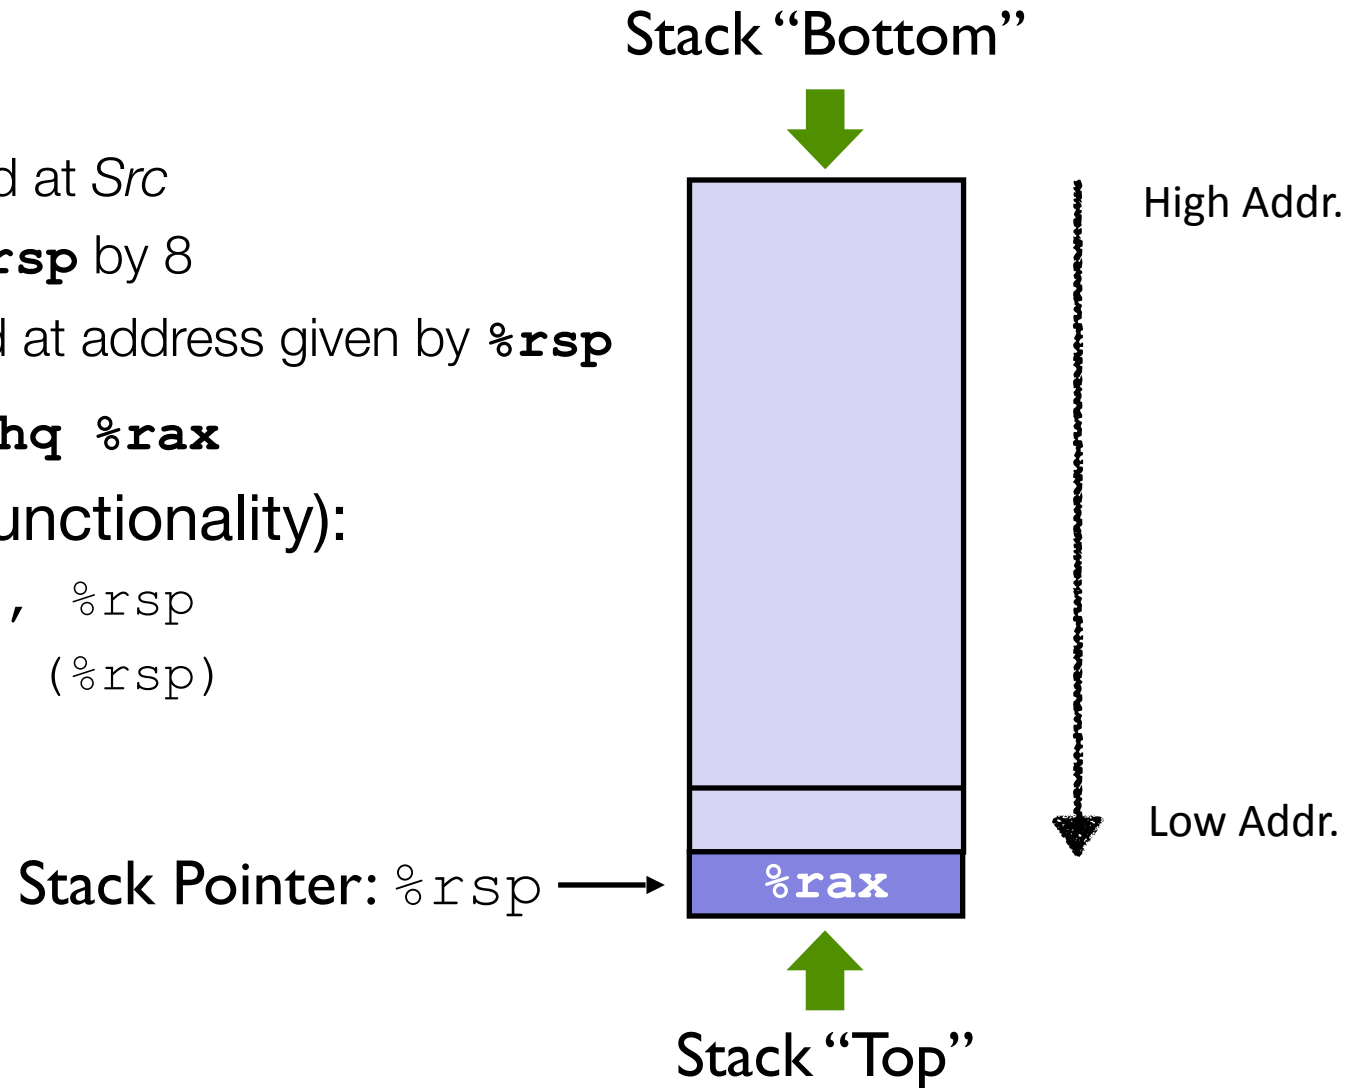 Stack “Bottom”
d at Src
rsp by 8
High Addr.
d at address given by %rsp
hq %rax
unctionality):
, %rsp
(%rsp)
Low Addr.
Stack Pointer: %rsp
%rax
Stack “Top”